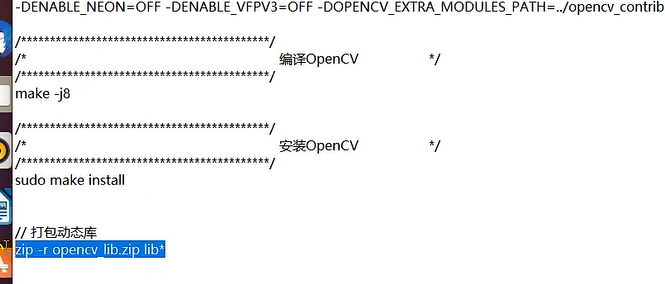 -DENABLE_NEON=OFF -DENABLE_VFPV3=OFF -DOPENCV_EXTRA_MODULES_PATH=../opencv_contrib
/*******************************************/
/* 编译OpenCV */
/*******************************************/
make -j8
/*******************************************/
/* 安装OpenCV */
/*******************************************/
sudo make install
// 打包动态库
zip -r opencv_lib.zip lib*